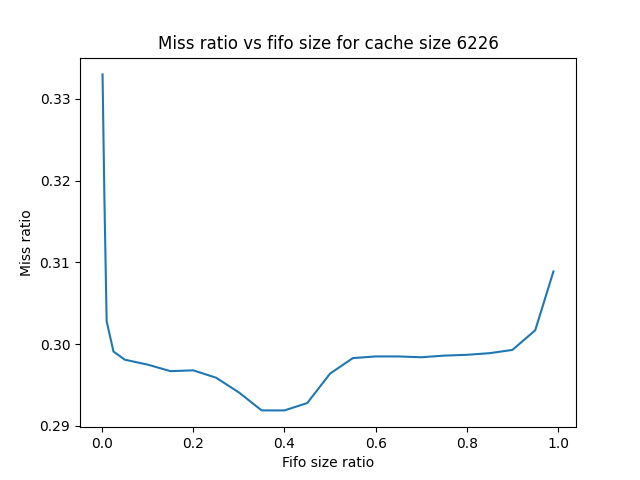 Miss ratio vs fifo size for cache size 6226
0.33
0.32
0.31
0.30
0.29
Miss ratio
0.0 0.2 0.4 0.6 0.8 1.0
Fifo size ratio